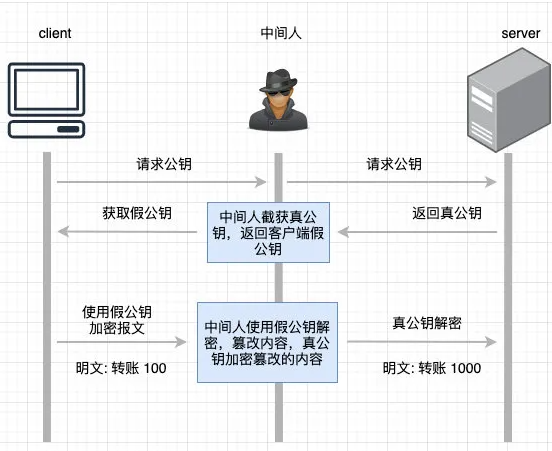 client
中间人
server
请求公钥
请求公钥
获取假公钥
中间人截获真公
钥，返回客户端假
公钥
返回真公钥
使用假公钥
加密报文
中间人使用假公钥解
密，篡改内容，真公
钥加密篡改的内容
真公钥解密
明文: 转账 100
明文: 转账 1000